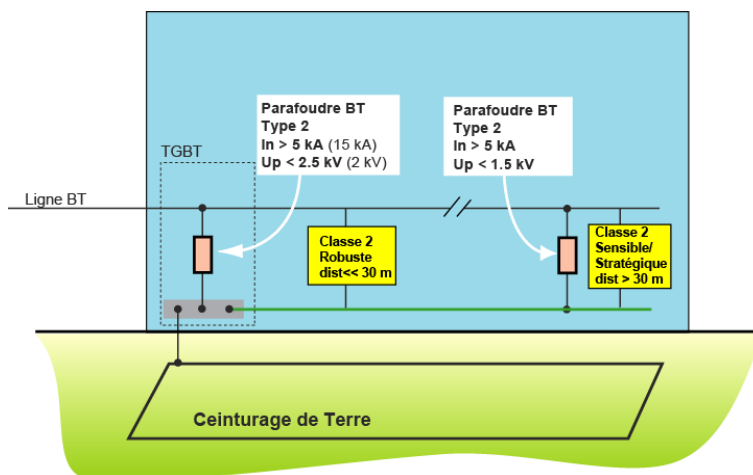 Parafoudre BT
Type 2
In > 5 kA (15 kA)
Up < 2.5 kV (2 kV)
Parafoudre BT
Type 2
In > 5 kA
Up < 1.5 kV
TGBT
Ligne BT
Classe 2
Robuste
dist<< 30 m
Classe 2
Sensible/
Stratégique
dist > 30 m
Ceinturage de Terre